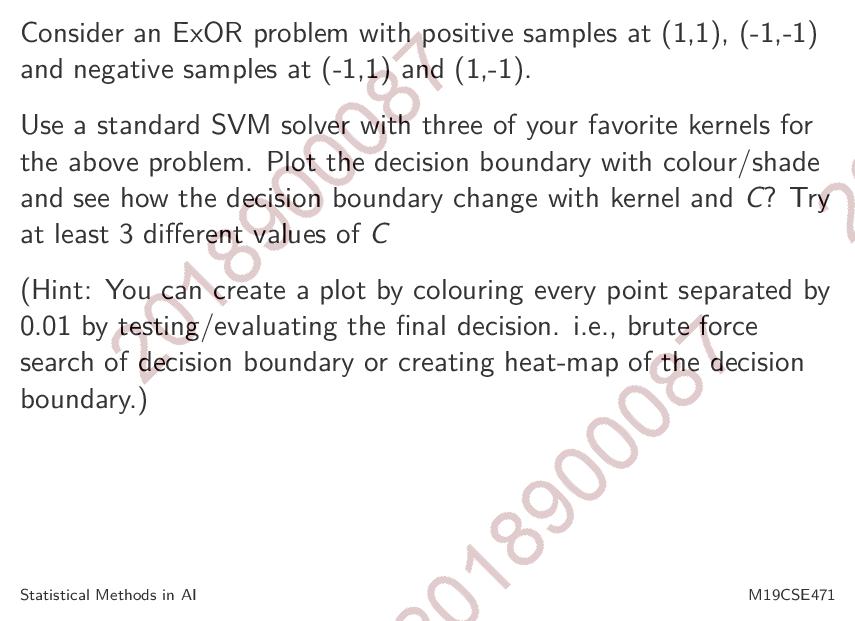 Consider an ExOR problem with positive samples at (1,1), (-1,-1)
and negative samples at (-1,1) and (1,-1).
Use a standard SVM solver with three of your favorite kernels for
the above problem. Plot the decision boundary with colour/shade
and see how the decision boundary change with kernel and C? Try
at least 3 different values of C
(Hint: You can create a plot by colouring every point separated by
0.01 by testing/evaluating the final decision. i.e., brute force
search of decision boundary or creating heat-map of the decision
boundary.)
2018900087
2018900087
Statistical Methods in AI
M19CSE471